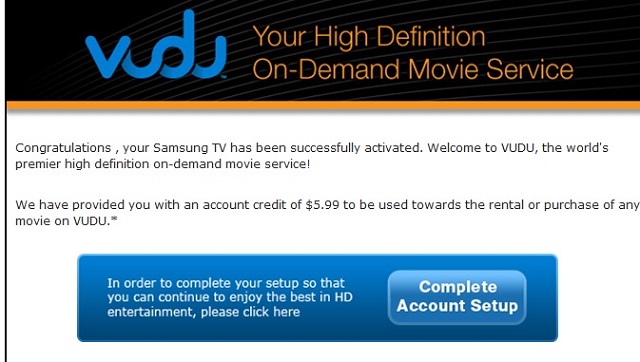 vudu Your High Definition
On-Demand Movie Service
Congratulations , your Samsung TV has been successfully activated. Welcome to VUDU, the world's
premier high definition on-demand movie service!
We have provided you with an account credit of $5.99 to be used towards the rental or purchase of any
movie on VUDU.*
In order to complete your setup so that
you can continue to enjoy the best in HD
entertainment, please click here
Complete
Account Setup